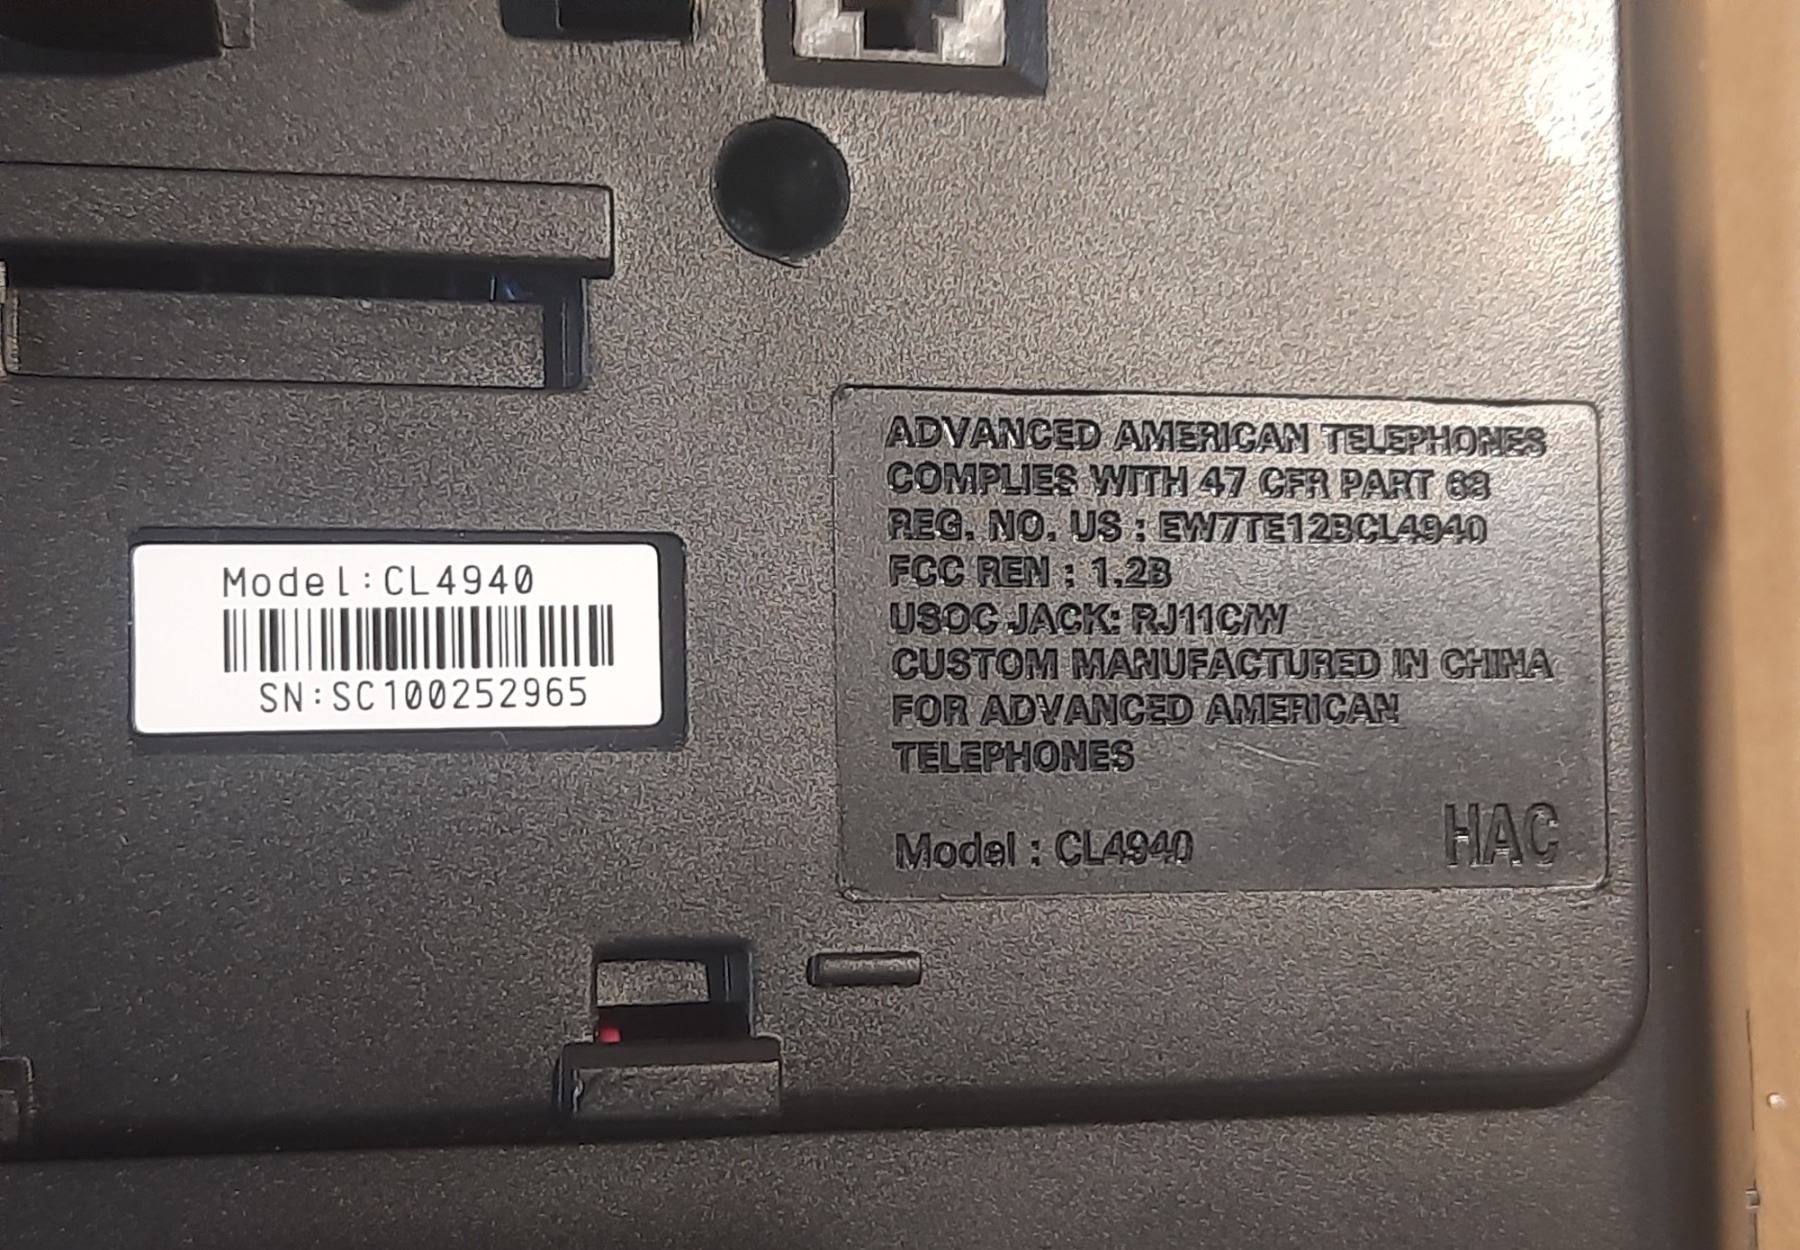 Model:CL4940
SN:SC100252965
ADVANCED AMERICAN TELEPHONES
COMPLIES WITH 47 CFR PART 68
REG. NO. US : EW7TE12BCL4940
FCC REN : 1.2B
USOC JACK: RJ11C/W
CUSTOM MANUFACTURED IN CHINA
FOR ADVANCED AMERICAN
TELEPHONES
Model : CL4940
HAC